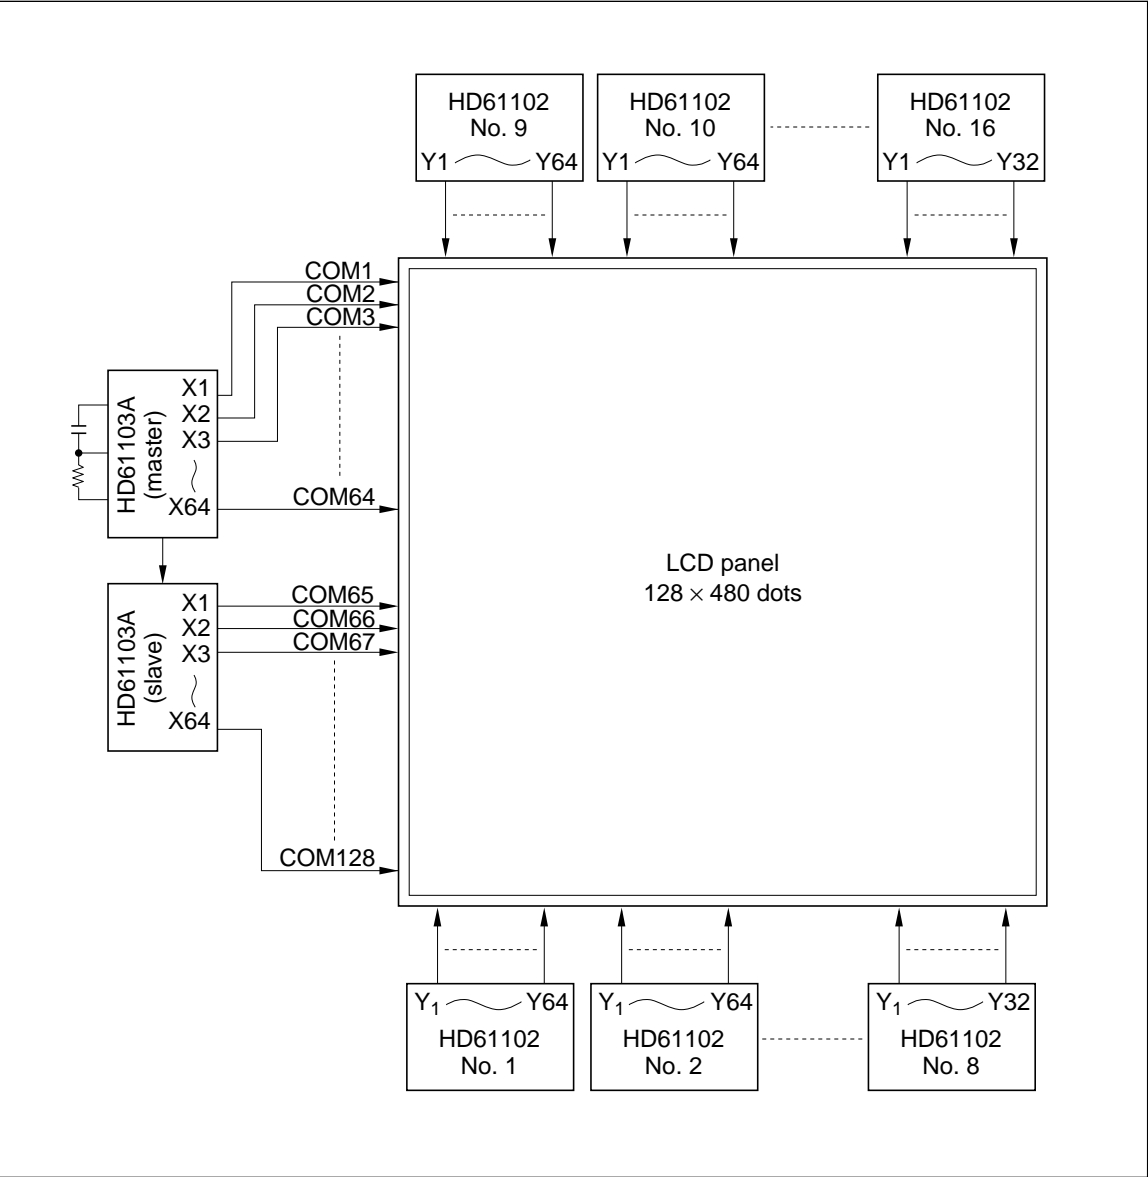 HD61102
No. 9
Y1 Y64
HD61102
No. 10
Y1 Y64
HD61102
No. 16
Y1 Y32
COM1
COM2
COM3
COM64
HD61103A
(master)
X1
X2
X3
X64
LCD panel
128 × 480 dots
COM65
COM66
COM67
COM128
HD61103A
(slave)
X1
X2
X3
X64
Y1 Y64
HD61102
No. 1
Y1 Y64
HD61102
No. 2
Y1 Y32
HD61102
No. 8